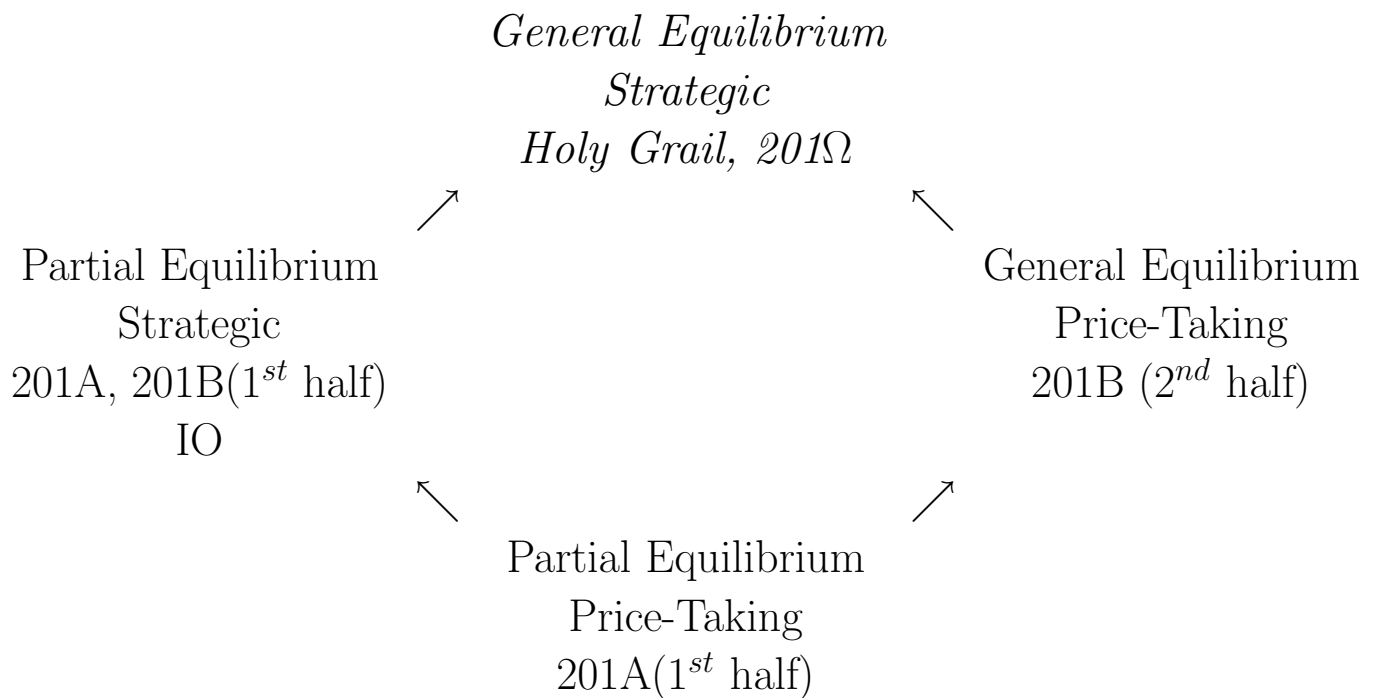 General Equilibrium
Strategic
Holy Grail, 201Ω
Partial Equilibrium
Strategic
201A, 201B(1st half)
IO
General Equilibrium
Price-Taking
201B (2nd half)
Partial Equilibrium
Price-Taking
201A(1st half)